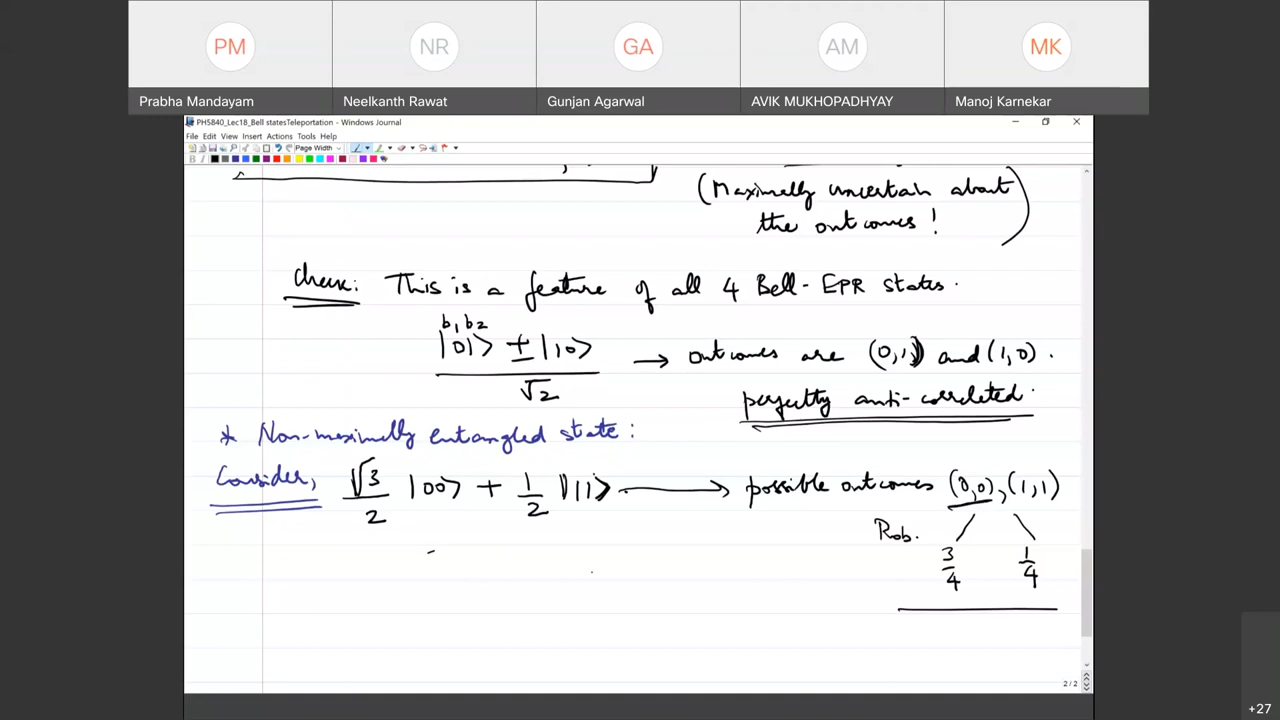 PM NR GA AM MK
Prabha Mandayam Neelkanth Rawat Gunjan Agarwal AVIK MUKHOPADHYAY Manoj Karnekar
PH5840_Lec18_Bell statesTeleportation - Windows Journal
File Edit View Insert Actions Tools Help
Page Width
(Maximally uncertain about
the outcomes!)
Check: This is a feature of all 4 Bell-EPR states.
b₁b₂
|01⟩ ± |10⟩ → outcomes are (0,1) and (1,0).
√2
perfectly anti-correlated.
* Non-maximally entangled state:
Consider, √3/2 |00⟩ + 1/2 |11⟩ → possible outcomes (0,0), (1,1)
Prob.
3/4 1/4
2 / 2
+27